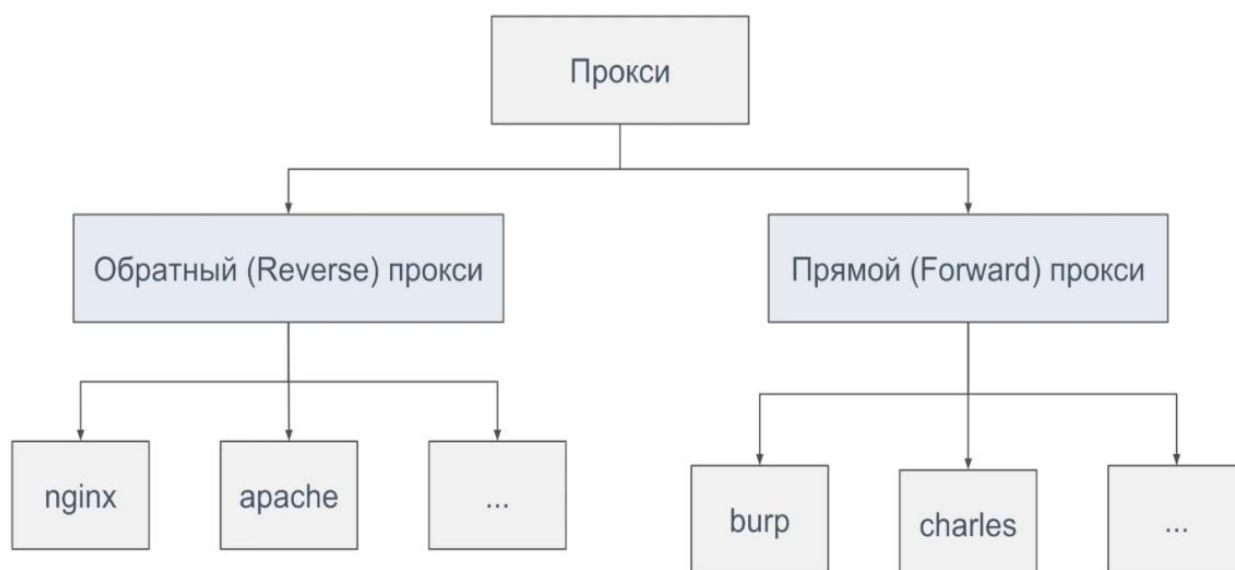 Прокси
Обратный (Reverse) прокси
Прямой (Forward) прокси
nginx
apache
...
burp
charles
...